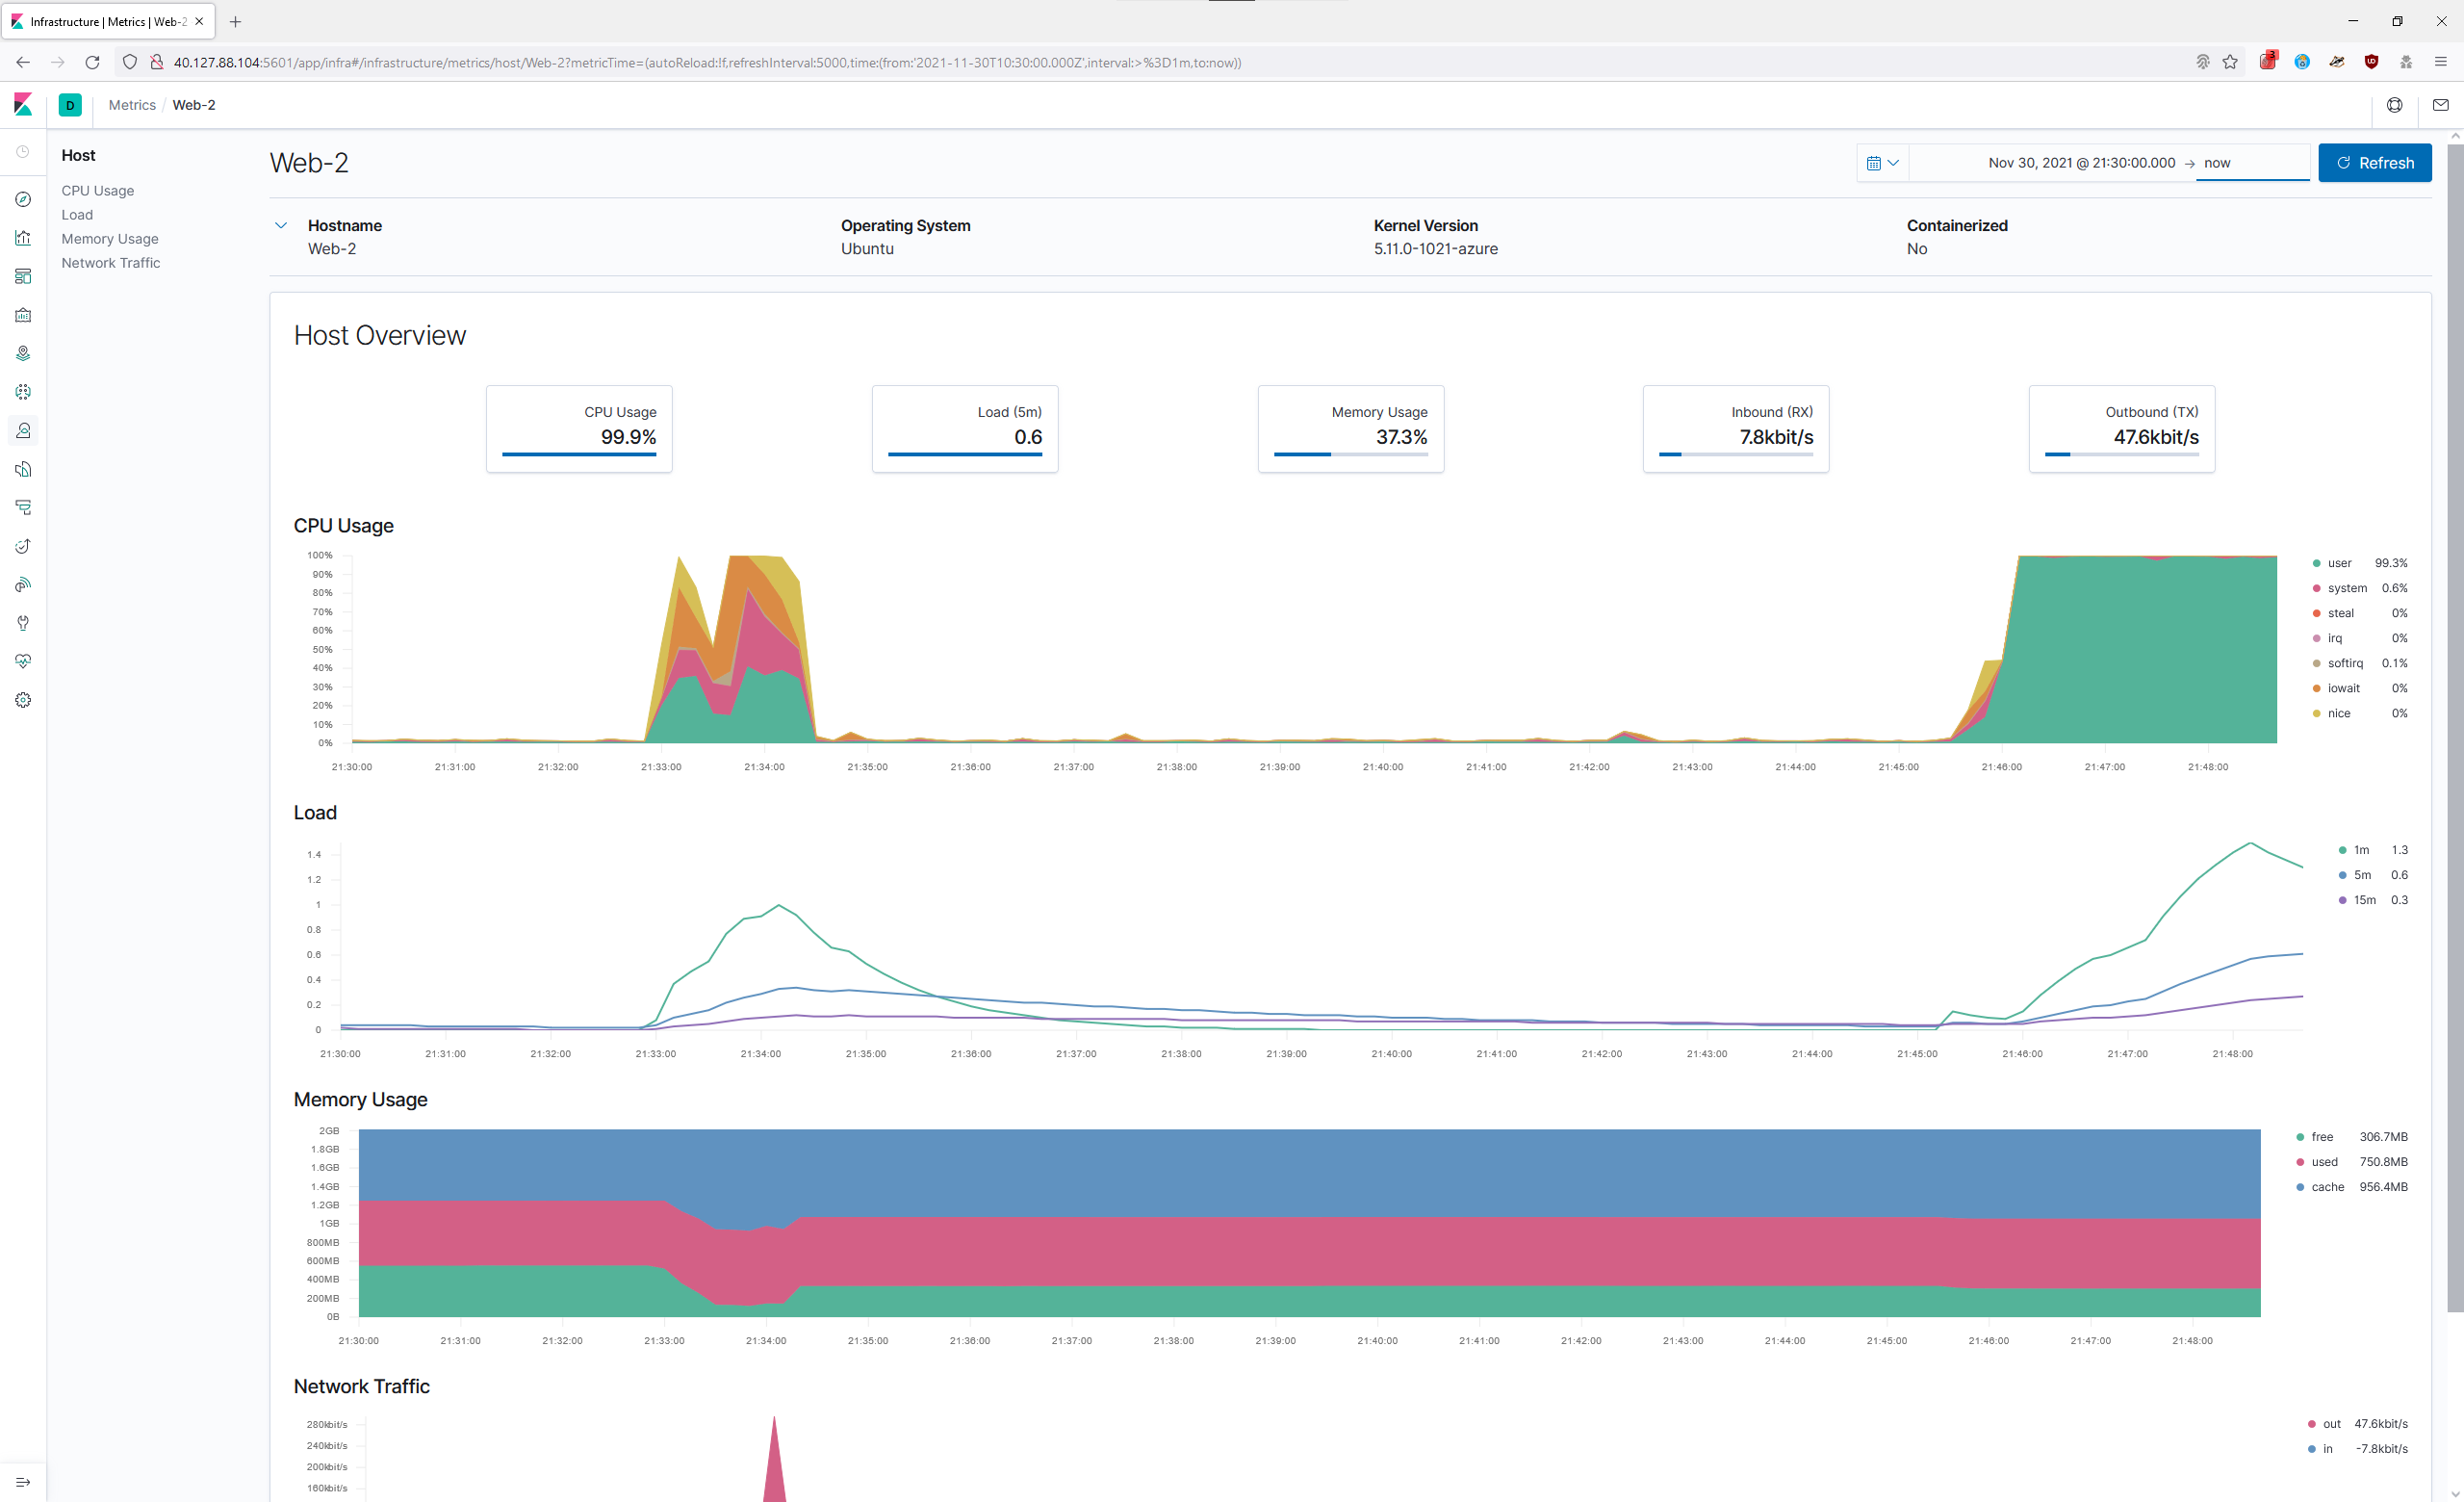 Infrastructure | Metrics | Web-2
40.127.88.104:5601/app/infra#/infrastructure/metrics/host/Web-2?metricTime=(autoReload:!f,refreshInterval:5000,time:(from:'2021-11-30T10:30:00.000Z',interval:>%3D1m,to:now))
3
D
Metrics / Web-2
Host
CPU Usage
Load
Memory Usage
Network Traffic
Web-2
Nov 30, 2021 @ 21:30:00.000 → now
Refresh
Hostname
Web-2
Operating System
Ubuntu
Kernel Version
5.11.0-1021-azure
Containerized
No
Host Overview
CPU Usage
99.9%
Load (5m)
0.6
Memory Usage
37.3%
Inbound (RX)
7.8kbit/s
Outbound (TX)
47.6kbit/s
CPU Usage
100%
90%
80%
70%
60%
50%
40%
30%
20%
10%
0%
21:30:00 21:31:00 21:32:00 21:33:00 21:34:00 21:35:00 21:36:00 21:37:00 21:38:00 21:39:00 21:40:00 21:41:00 21:42:00 21:43:00 21:44:00 21:45:00 21:46:00 21:47:00 21:48:00
user 99.3%
system 0.6%
steal 0%
irq 0%
softirq 0.1%
iowait 0%
nice 0%
Load
1.4
1.2
1
0.8
0.6
0.4
0.2
0
21:30:00 21:31:00 21:32:00 21:33:00 21:34:00 21:35:00 21:36:00 21:37:00 21:38:00 21:39:00 21:40:00 21:41:00 21:42:00 21:43:00 21:44:00 21:45:00 21:46:00 21:47:00 21:48:00
1m 1.3
5m 0.6
15m 0.3
Memory Usage
2GB
1.8GB
1.6GB
1.4GB
1.2GB
1GB
800MB
600MB
400MB
200MB
0B
21:30:00 21:31:00 21:32:00 21:33:00 21:34:00 21:35:00 21:36:00 21:37:00 21:38:00 21:39:00 21:40:00 21:41:00 21:42:00 21:43:00 21:44:00 21:45:00 21:46:00 21:47:00 21:48:00
free 306.7MB
used 750.8MB
cache 956.4MB
Network Traffic
280kbit/s
240kbit/s
200kbit/s
160kbit/s
out 47.6kbit/s
in -7.8kbit/s